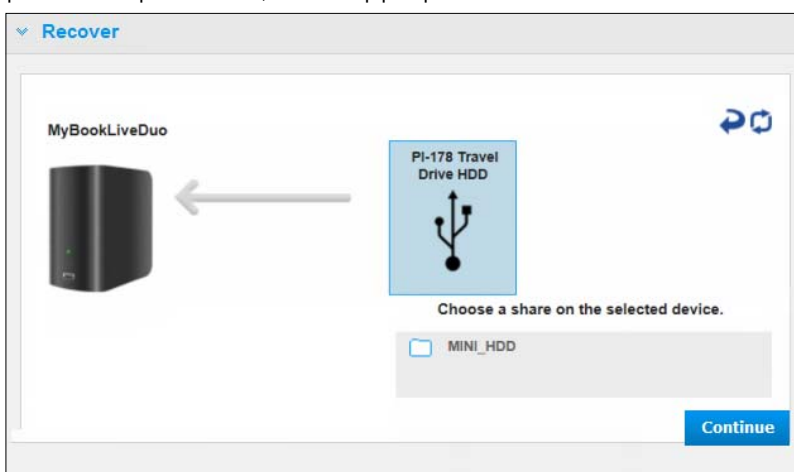 Recover
MyBookLiveDuo
PI-178 Travel
Drive HDD
Choose a share on the selected device.
MINI_HDD
Continue